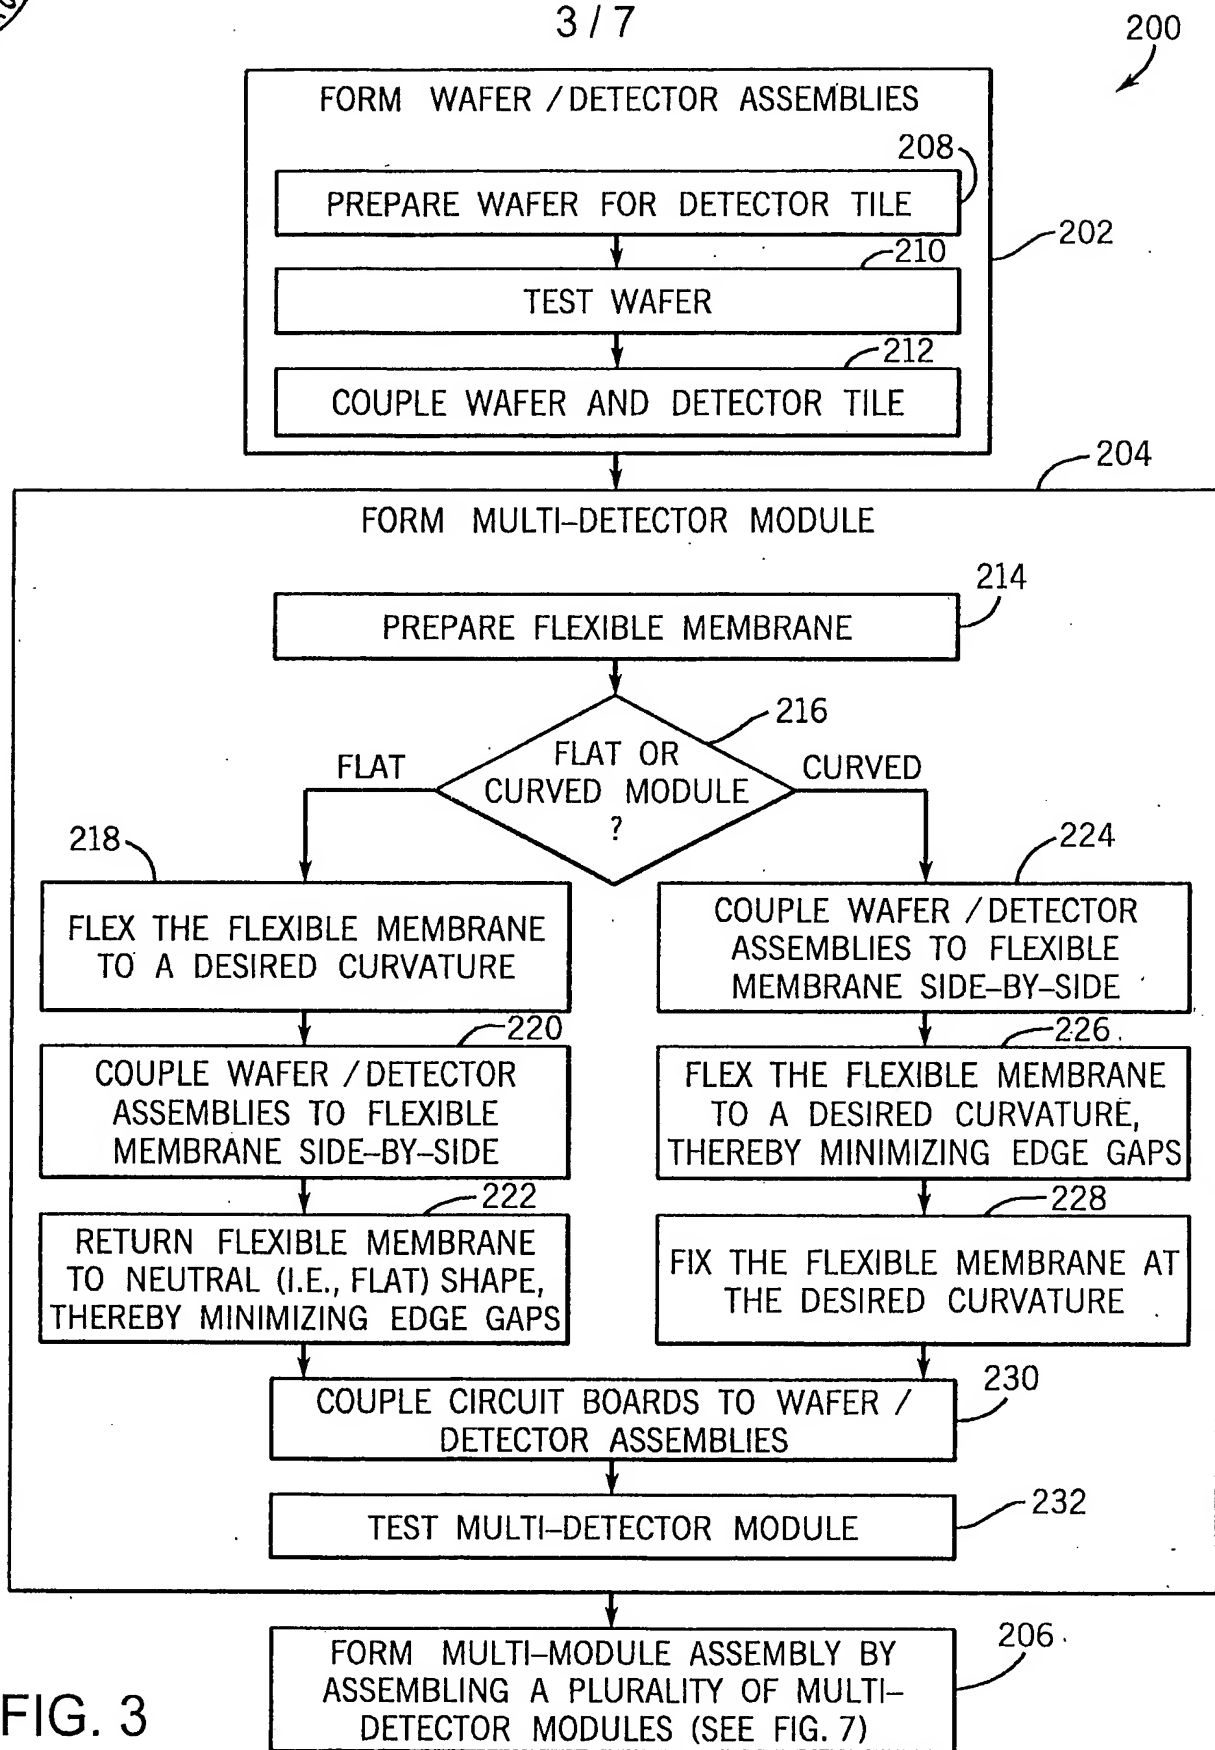 3 / 7
200
FORM WAFER / DETECTOR ASSEMBLIES
208
PREPARE WAFER FOR DETECTOR TILE
202
210
TEST WAFER
212
COUPLE WAFER AND DETECTOR TILE
204
FORM MULTI-DETECTOR MODULE
214
PREPARE FLEXIBLE MEMBRANE
216
FLAT OR
CURVED MODULE
?
FLAT
CURVED
218
FLEX THE FLEXIBLE MEMBRANE
TO A DESIRED CURVATURE
220
COUPLE WAFER / DETECTOR
ASSEMBLIES TO FLEXIBLE
MEMBRANE SIDE-BY-SIDE
222
RETURN FLEXIBLE MEMBRANE
TO NEUTRAL (I.E., FLAT) SHAPE,
THEREBY MINIMIZING EDGE GAPS
224
COUPLE WAFER / DETECTOR
ASSEMBLIES TO FLEXIBLE
MEMBRANE SIDE-BY-SIDE
226
FLEX THE FLEXIBLE MEMBRANE
TO A DESIRED CURVATURE,
THEREBY MINIMIZING EDGE GAPS
228
FIX THE FLEXIBLE MEMBRANE AT
THE DESIRED CURVATURE
230
COUPLE CIRCUIT BOARDS TO WAFER /
DETECTOR ASSEMBLIES
232
TEST MULTI-DETECTOR MODULE
206
FORM MULTI-MODULE ASSEMBLY BY
ASSEMBLING A PLURALITY OF MULTI-
DETECTOR MODULES (SEE FIG. 7)
FIG. 3